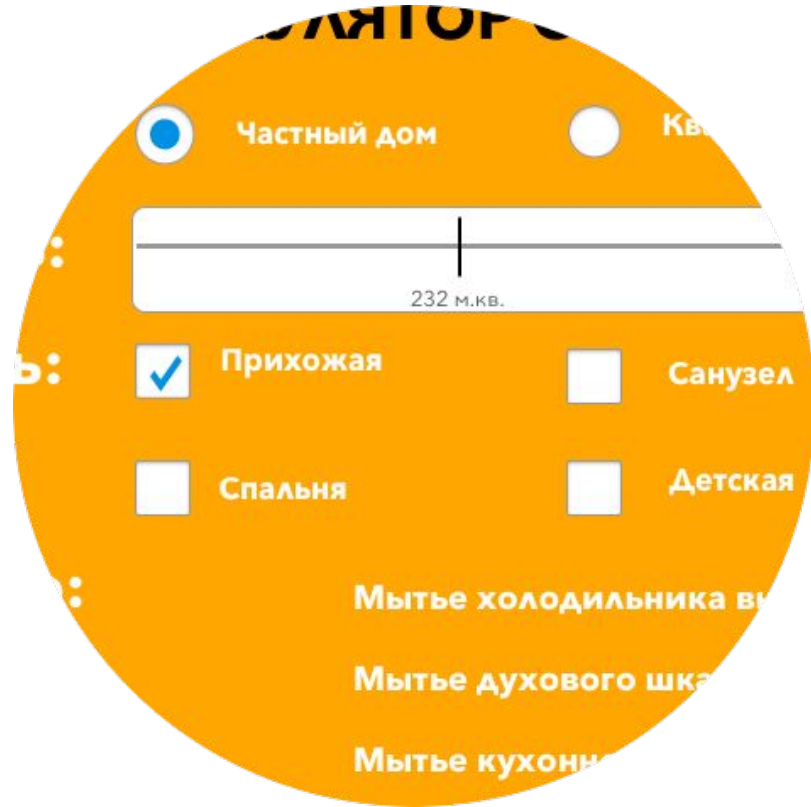 Частный дом
232 м.кв.
Прихожая
Санузел
Спальня
Детская
Мытье холодильника
Мытье духового
Мытье